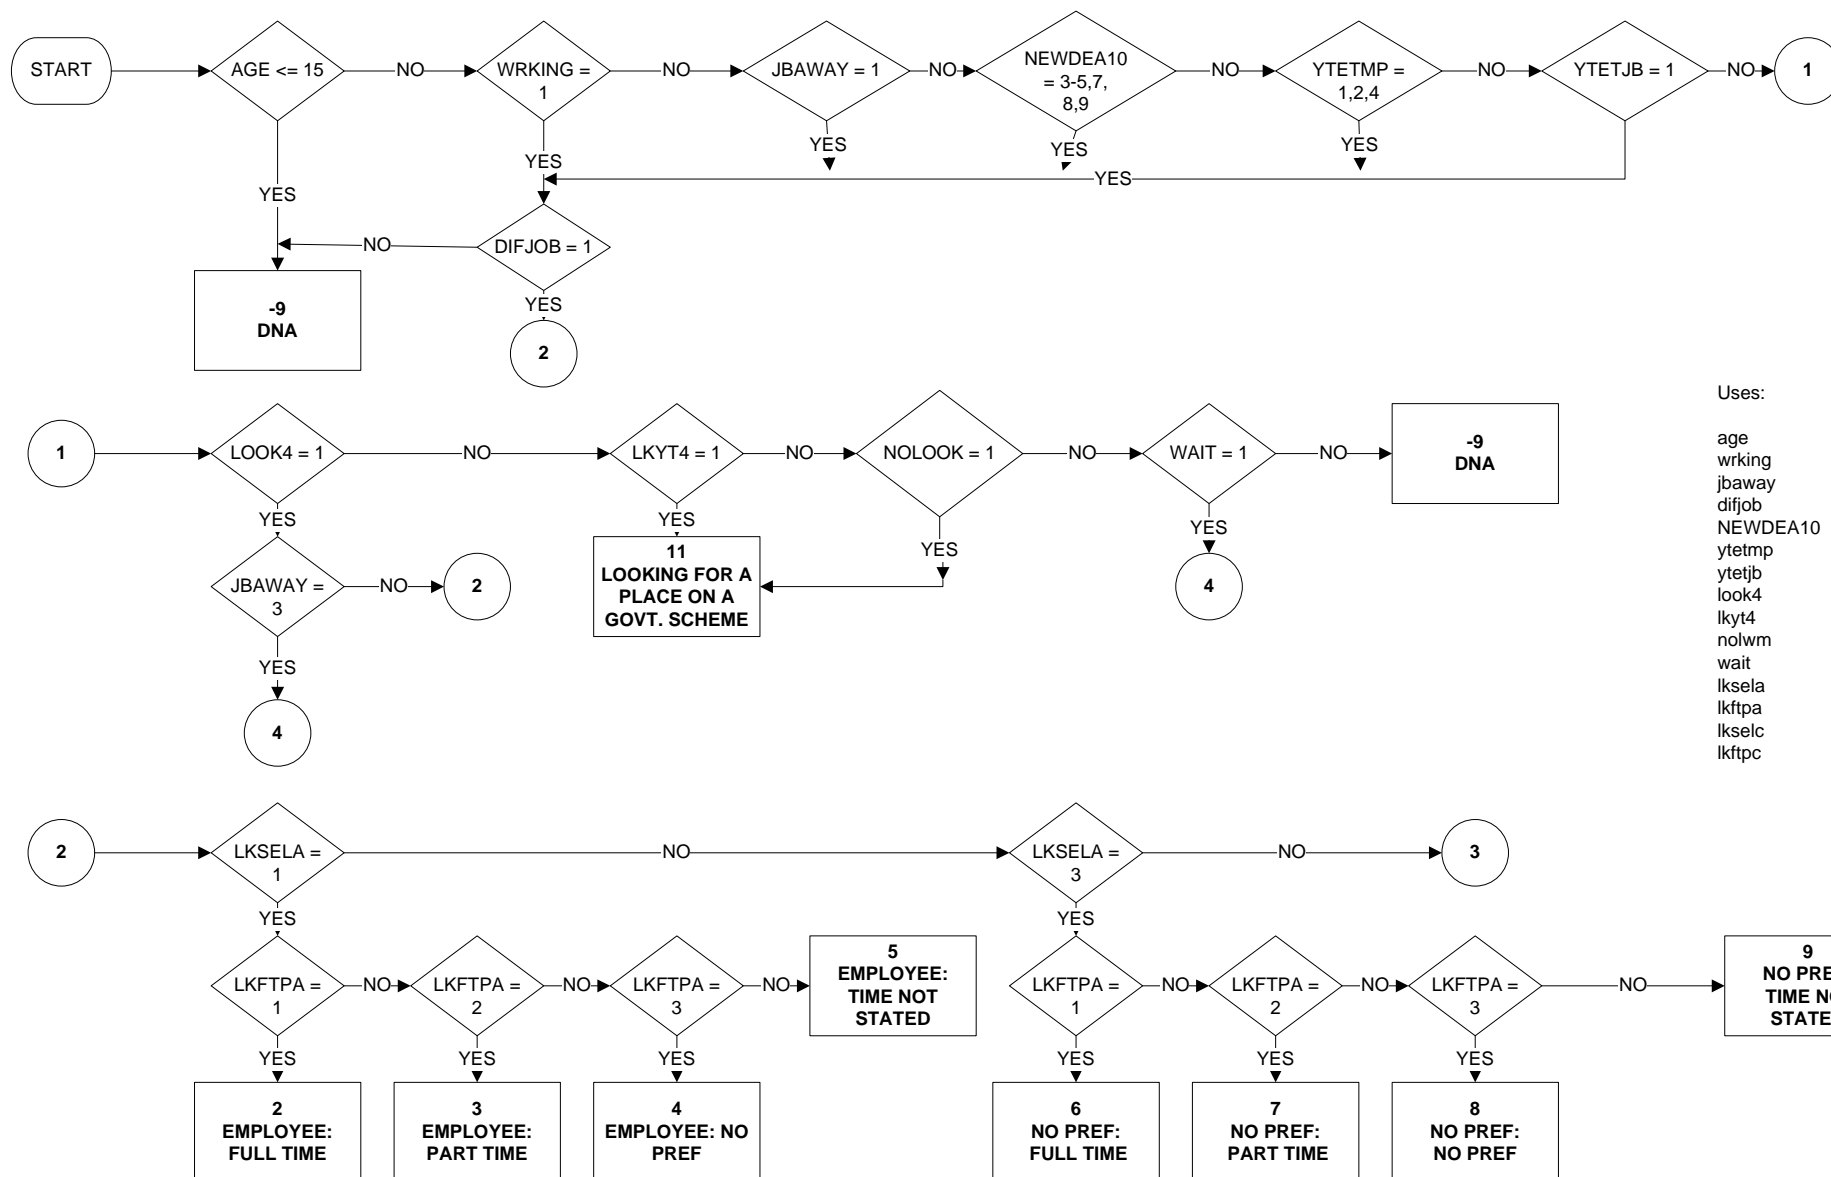 START
AGE <= 15
NO
WRKING =
1
NO
JBAWAY = 1
NO
NEWDEA10
= 3-5,7,
8,9
NO
YTETMP =
1,2,4
NO
YTETJB = 1
NO
1
YES
YES
YES
YES
YES
YES
DIFJOB = 1
NO
YES
-9
DNA
2
1
LOOK4 = 1
NO
LKYT4 = 1
NO
NOLOOK = 1
NO
WAIT = 1
NO
-9
DNA
YES
YES
YES
YES
JBAWAY =
3
NO
2
11
LOOKING FOR A
PLACE ON A
GOVT. SCHEME
4
YES
4
Uses:
age
wrking
jbaway
difjob
NEWDEA10
ytetmp
ytetjb
look4
lkyt4
nolwm
wait
lksela
lkftpa
lkselc
lkftpc
2
LKSELA =
1
NO
LKSELA =
3
NO
3
YES
YES
LKFTPA =
1
NO
LKFTPA =
2
NO
LKFTPA =
3
NO
5
EMPLOYEE:
TIME NOT
STATED
LKFTPA =
1
NO
LKFTPA =
2
NO
LKFTPA =
3
NO
9
NO PRE
TIME NO
STATE
YES
YES
YES
YES
YES
YES
2
EMPLOYEE:
FULL TIME
3
EMPLOYEE:
PART TIME
4
EMPLOYEE: NO
PREF
6
NO PREF:
FULL TIME
7
NO PREF:
PART TIME
8
NO PREF:
NO PREF